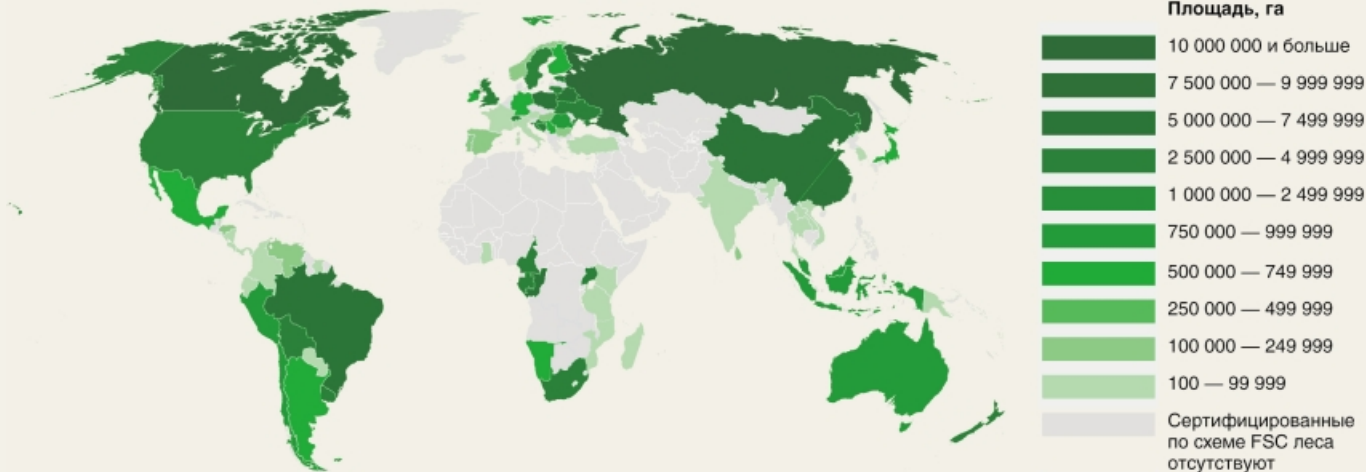 Площадь, га
10 000 000 и больше
7 500 000 — 9 999 999
5 000 000 — 7 499 999
2 500 000 — 4 999 999
1 000 000 — 2 499 999
750 000 — 999 999
500 000 — 749 999
250 000 — 499 999
100 000 — 249 999
100 — 99 999
Сертифицированные
по схеме FSC леса
отсутствуют